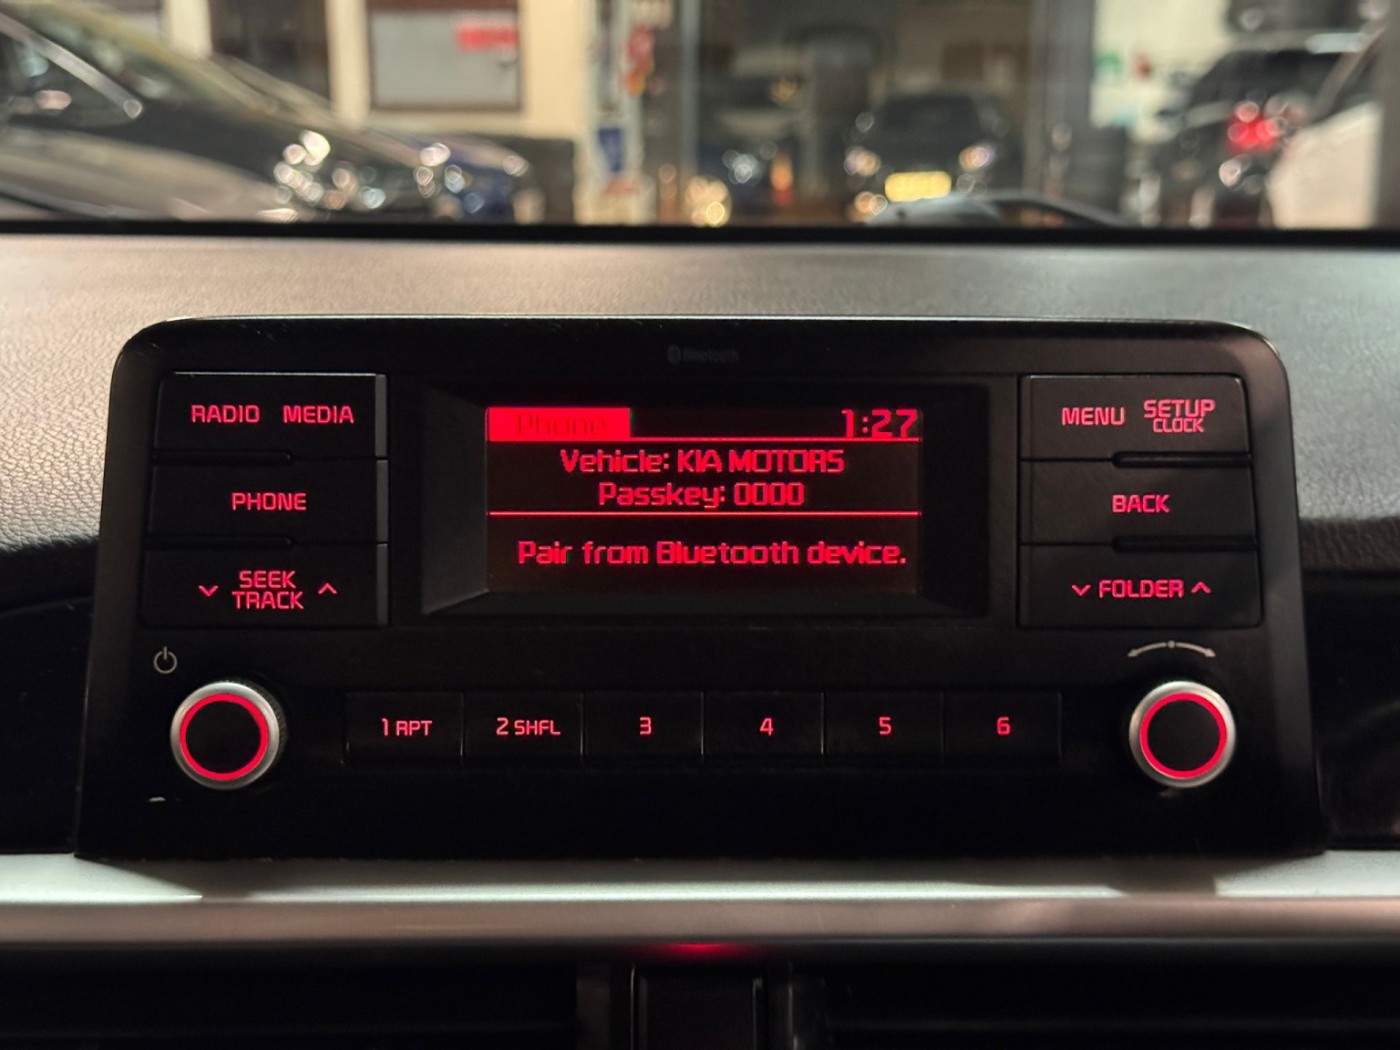 Bluetooth
RADIO MEDIA
PHONE
SEEK
TRACK
Phone 1:27
Vehicle: KIA MOTORS
Passkey: 0000
Pair from Bluetooth device.
MENU SETUP
CLOCK
BACK
FOLDER
1 RPT 2 SHFL 3 4 5 6